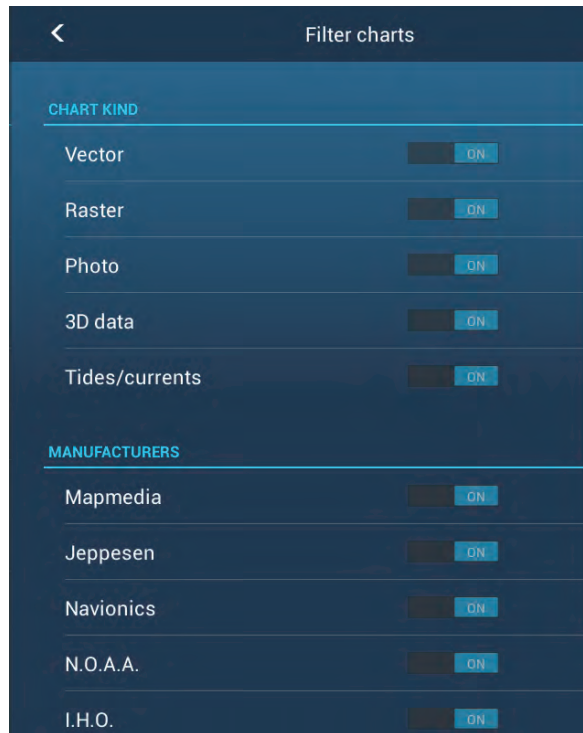 Filter charts
CHART KIND
Vector ON
Raster ON
Photo ON
3D data ON
Tides/currents ON
MANUFACTURERS
Mapmedia ON
Jeppesen ON
Navionics ON
N.O.A.A. ON
I.H.O. ON